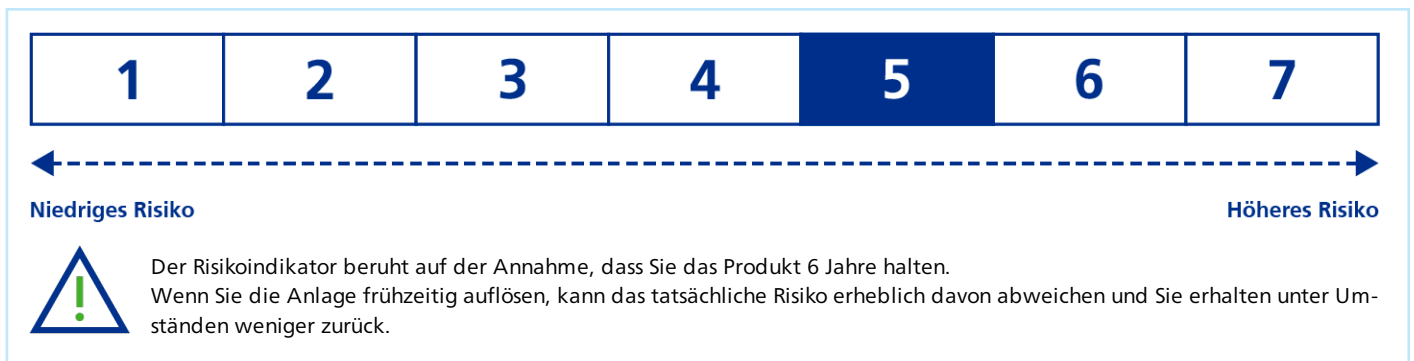 1 2 3 4 5 6 7
Niedriges Risiko Höheres Risiko
Der Risikoindikator beruht auf der Annahme, dass Sie das Produkt 6 Jahre halten.
Wenn Sie die Anlage frühzeitig auflösen, kann das tatsächliche Risiko erheblich davon abweichen und Sie erhalten unter Um-
ständen weniger zurück.